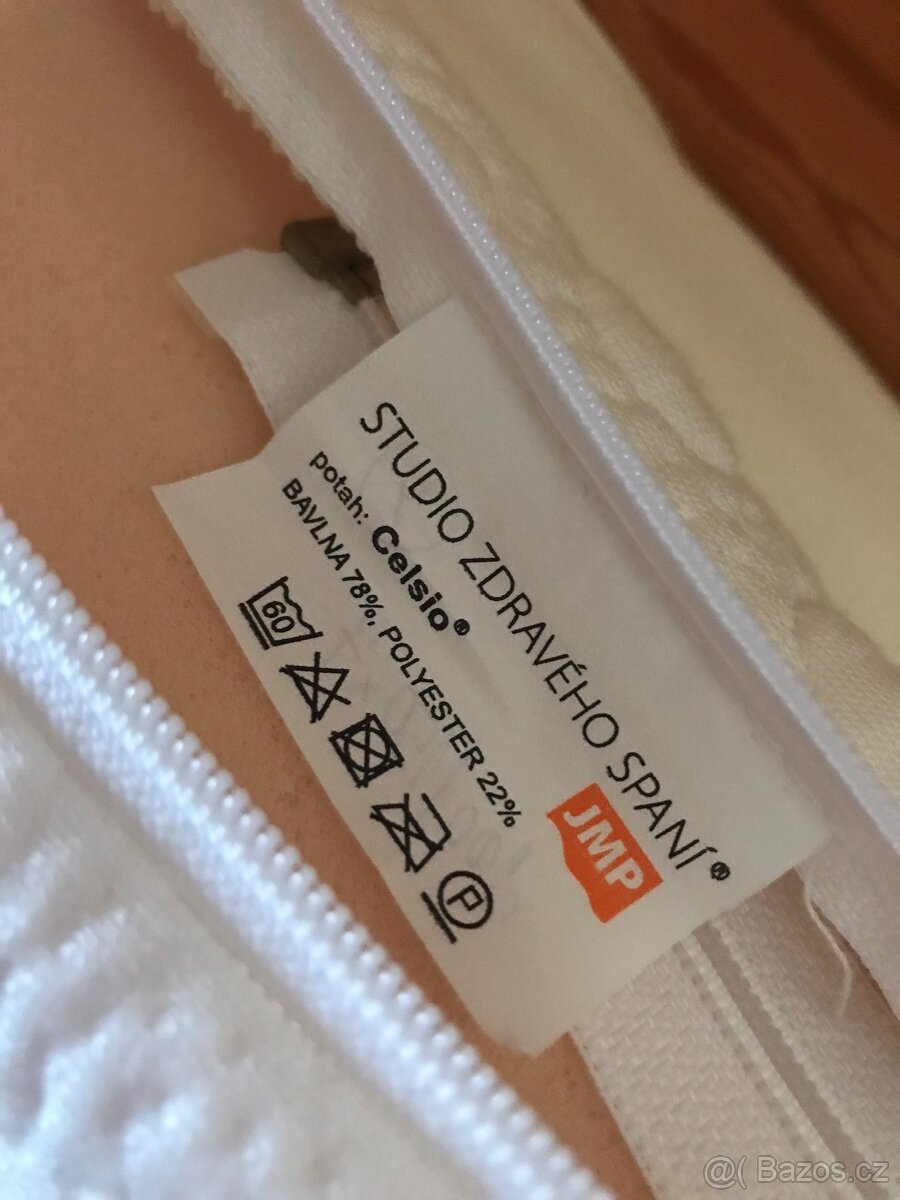 STUDIO ZDRAVÉHO SPANÍ®
JMP
potah: Celsio®
BAVLNA 78%, POLYESTER 22%
60
P
@( Bazos.cz